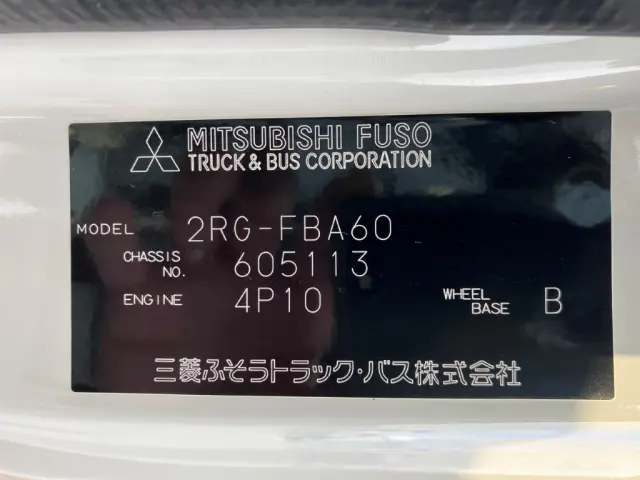 MITSUBISHI FUSO
TRUCK & BUS CORPORATION
MODEL 2RG-FBA60
CHASSIS NO. 605113
ENGINE 4P10 WHEEL BASE B
三菱ふそうトラック・バス株式会社